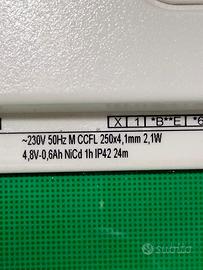 X 1 *B**E *6
~230V 50Hz M CCFL 250x4,1mm 2,1W
4,8V-0,6Ah NiCd 1h IP42 24m
subito